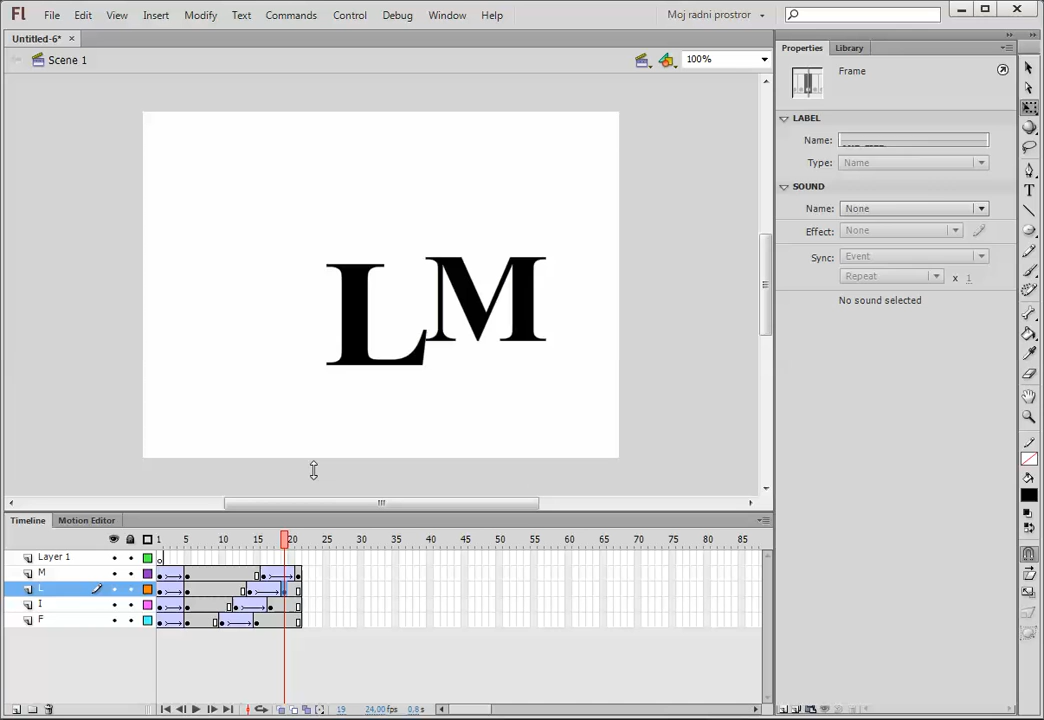 Fl File Edit View Insert Modify Text Commands Control Debug Window Help Moj radni prostor
Untitled-6*
Scene 1 100%
Properties Library
Frame
LABEL
Name:
Type: Name
SOUND
Name: None
Effect: None
Sync: Event
Repeat x 1
No sound selected
LM
Timeline Motion Editor
1 5 10 15 20 25 30 35 40 45 50 55 60 65 70 75 80 85
Layer 1
M
L
I
F
19 24,00 fps 0,8 s